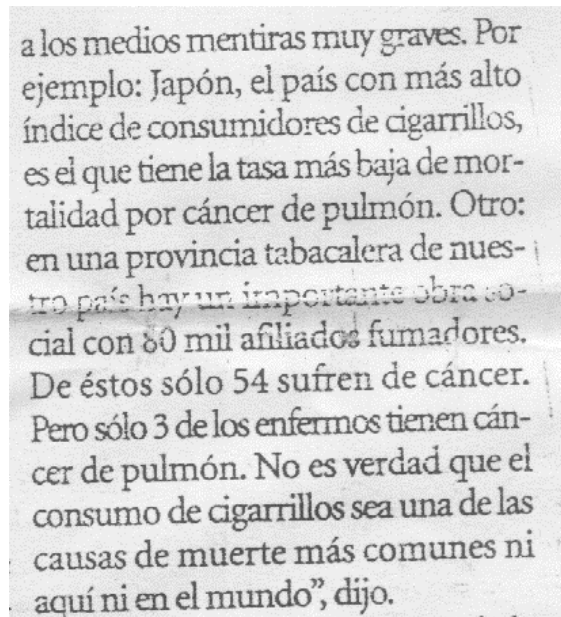 a los medios mentiras muy graves. Por
ejemplo: Japón, el país con más alto
índice de consumidores de cigarrillos,
es el que tiene la tasa más baja de mor-
talidad por cáncer de pulmón. Otro:
en una provincia tabacalera de nues-
tro país hay un importante obra so-
cial con 80 mil afiliados fumadores.
De éstos sólo 54 sufren de cáncer.
Pero sólo 3 de los enfermos tienen cán-
cer de pulmón. No es verdad que el
consumo de cigarrillos sea una de las
causas de muerte más comunes ni
aquí ni en el mundo”, dijo.